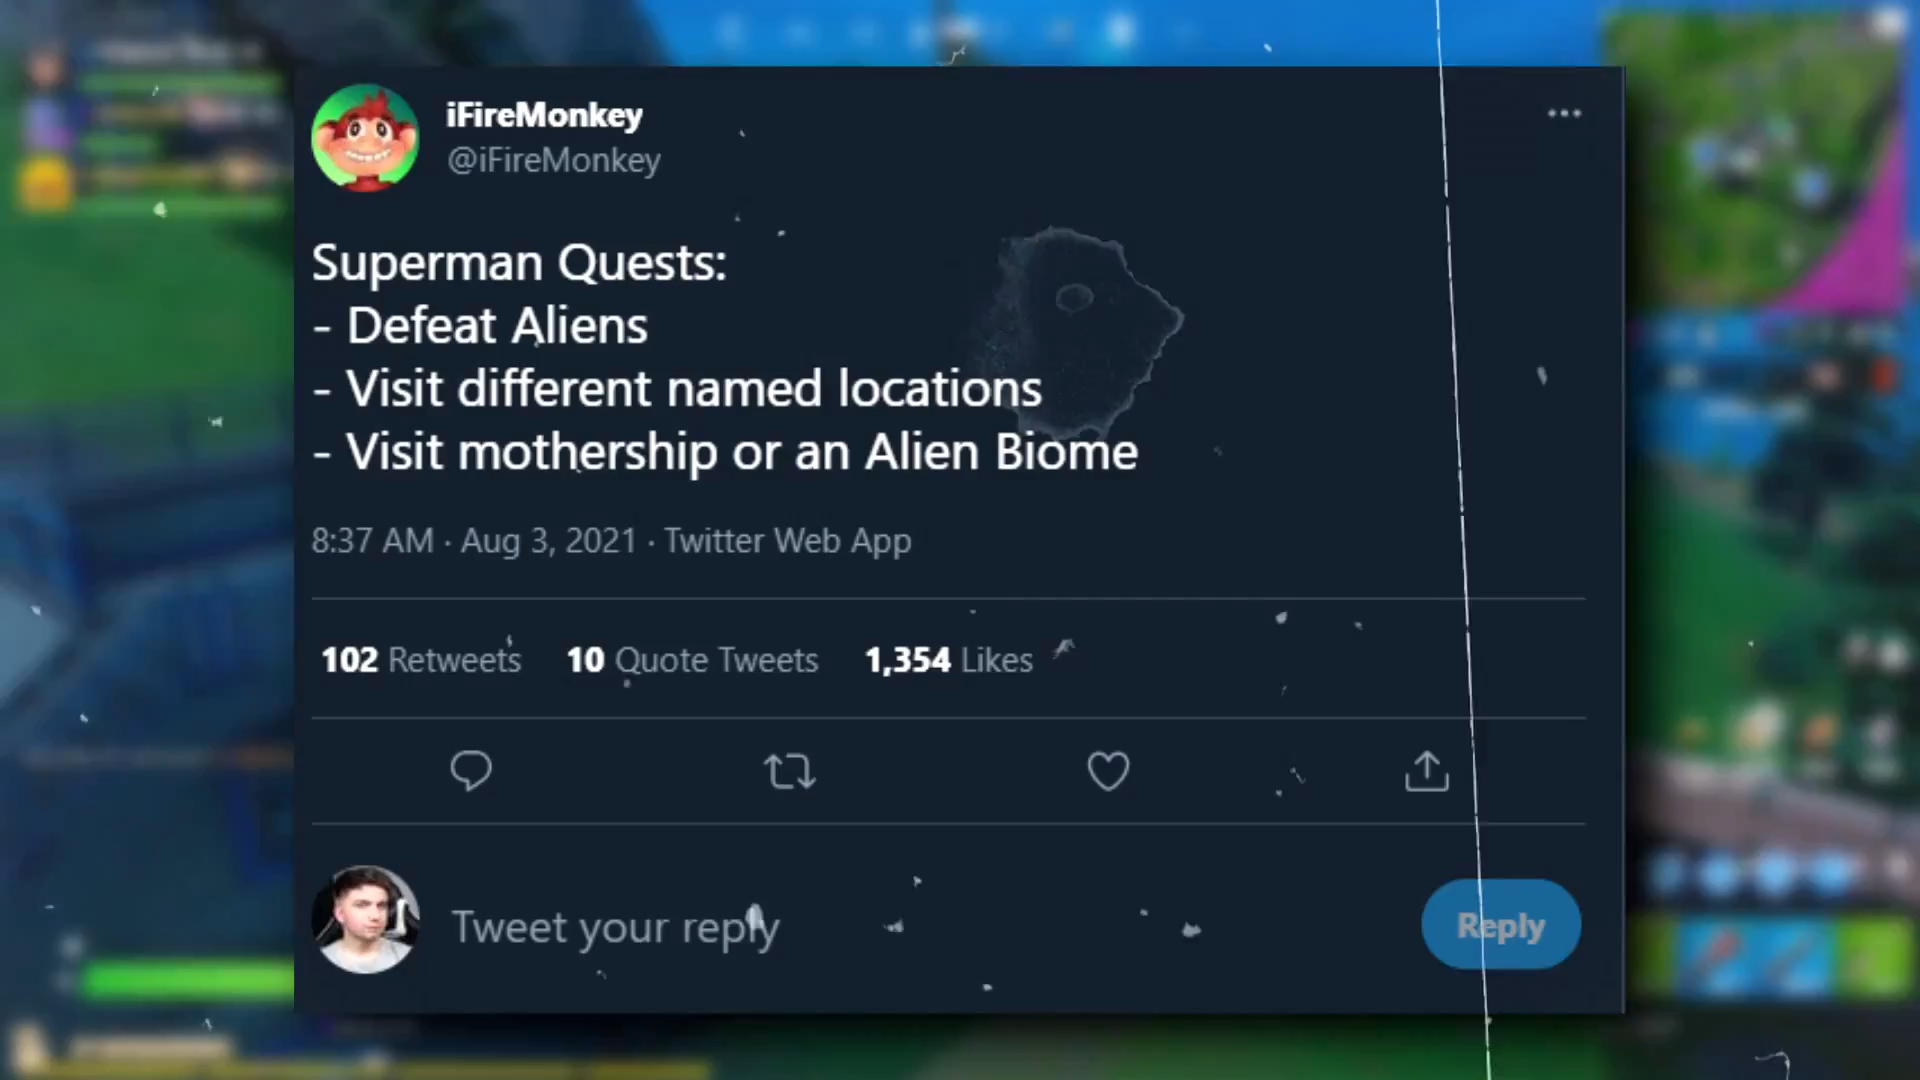 iFireMonkey
@iFireMonkey
Superman Quests:
- Defeat Aliens
- Visit different named locations
- Visit mothership or an Alien Biome
8:37 AM · Aug 3, 2021 · Twitter Web App
102 Retweets 10 Quote Tweets 1,354 Likes
Tweet your reply
Reply